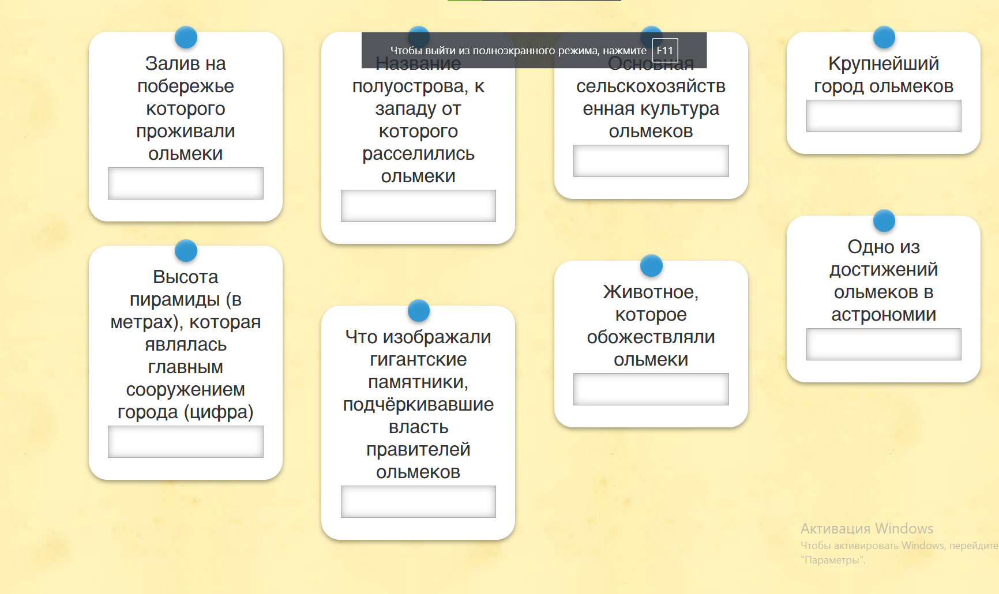 Чтобы выйти из полноэкранного режима, нажмите F11
Залив на
побережье
которого
проживали
ольмеки
Название
полуострова, к
западу от
которого
расселились
ольмеки
Основная
сельскохозяйств
енная культура
ольмеков
Крупнейший
город ольмеков
Высота
пирамиды (в
метрах), которая
являлась
главным
сооружением
города (цифра)
Что изображали
гигантские
памятники,
подчёркивавшие
власть
правителей
ольмеков
Животное,
которое
обожествляли
ольмеки
Одно из
достижений
ольмеков в
астрономии
Активация Windows
Чтобы активировать Windows, перейдите
"Параметры".